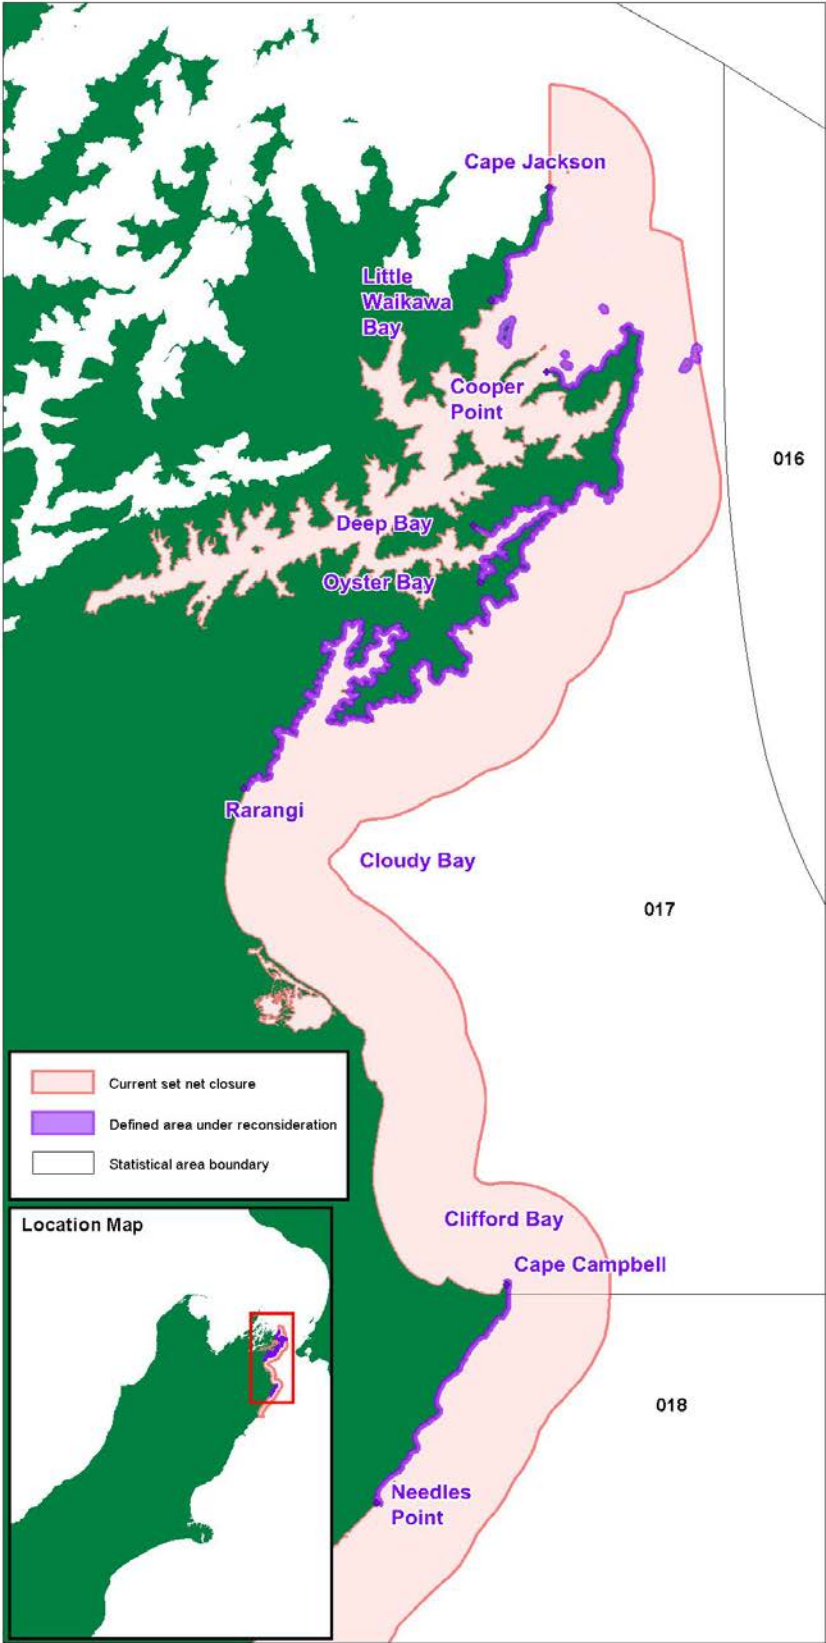 Cape Jackson
Little
Waikawa
Bay
Cooper
Point
016
Deep Bay
Oyster Bay
Rarangi
Cloudy Bay
017
Current set net closure
Defined area under reconsideration
Statistical area boundary
Clifford Bay
Location Map
Cape Campbell
018
Needles
Point